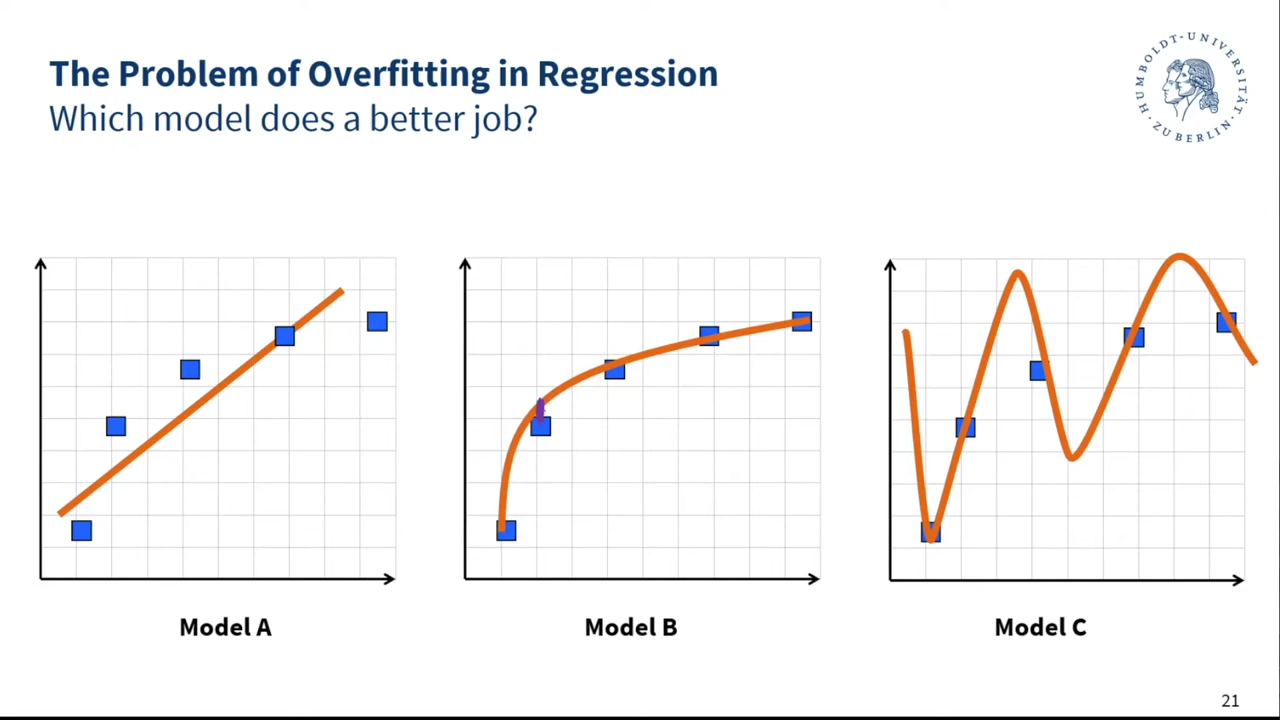 The Problem of Overfitting in Regression
Which model does a better job?
HUMBOLDT-UNIVERSITÄT
· ZU BERLIN ·
Model A
Model B
Model C
21